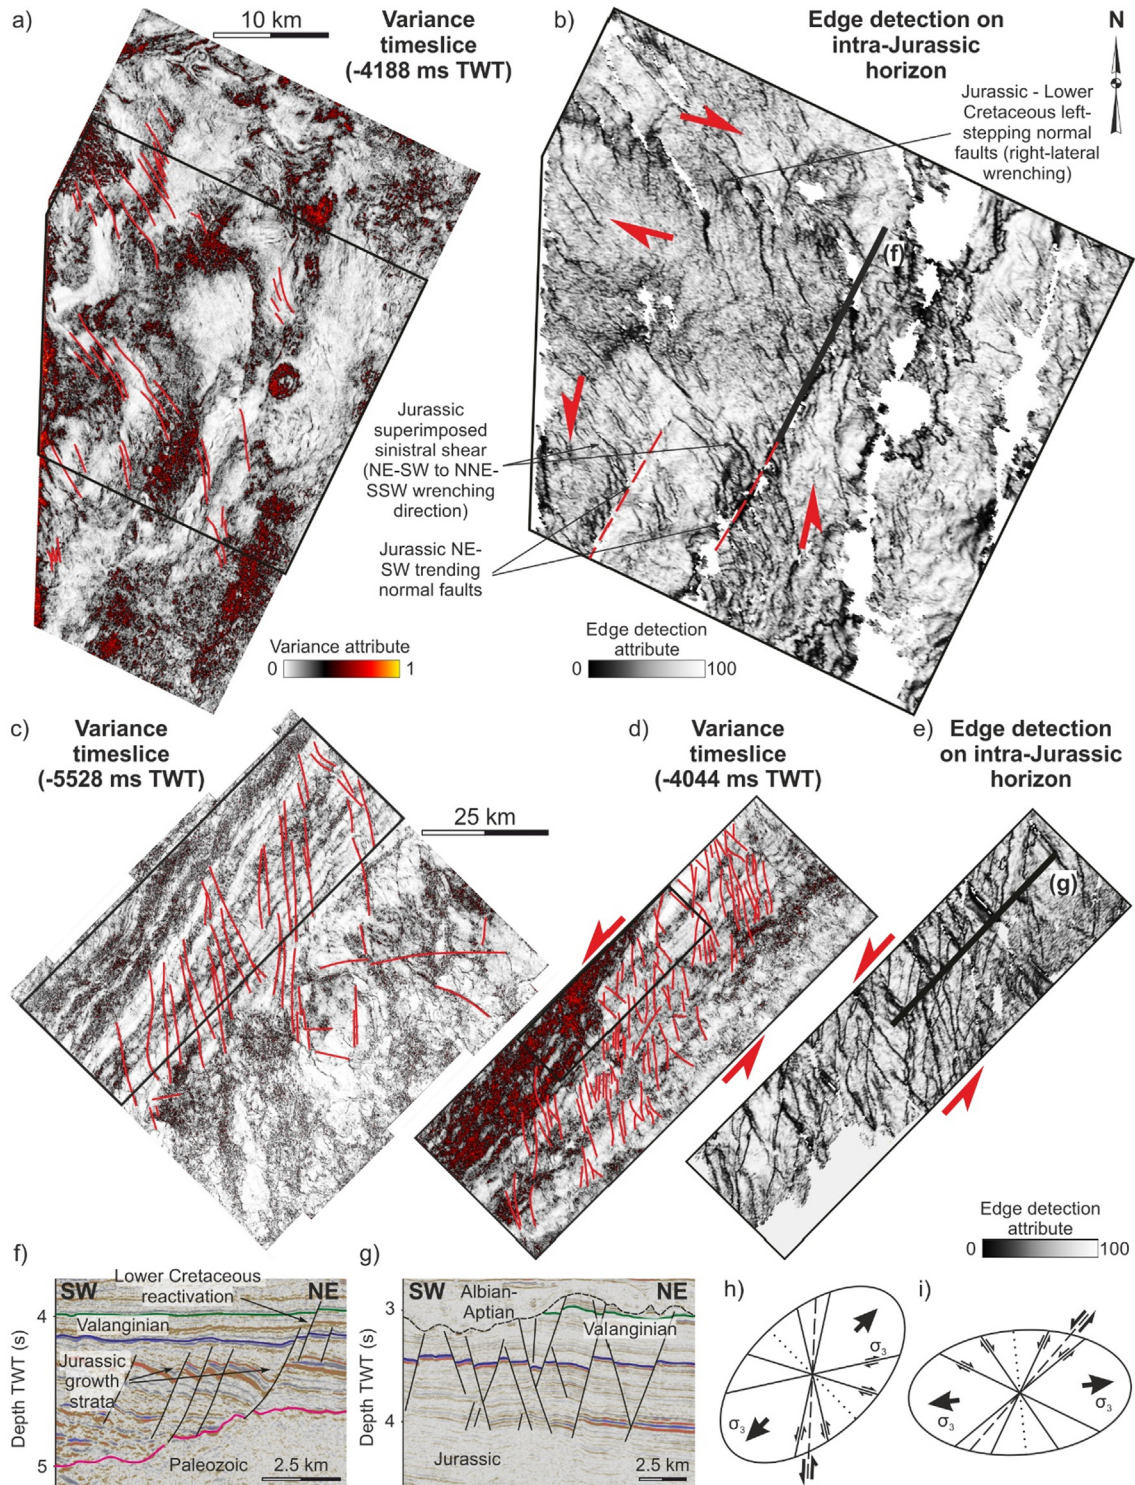 a)
10 km
Variance
timeslice
(-4188 ms TWT)
b)
Edge detection on
intra-Jurassic
horizon
N
Jurassic - Lower
Cretaceous left-
stepping normal
faults (right-lateral
wrenching)
(f)
Jurassic
superimposed
sinistral shear
(NE-SW to NNE-
SSW wrenching
direction)
Jurassic NE-
SW trending
normal faults
Variance attribute
0 1
Edge detection
attribute
0 100
c)
Variance
timeslice
(-5528 ms TWT)
25 km
d)
Variance
timeslice
(-4044 ms TWT)
e)
Edge detection
on intra-Jurassic
horizon
(g)
Edge detection
attribute
0 100
f)
SW NE
Lower Cretaceous
reactivation
Valanginian
Jurassic
growth
strata
Paleozoic
2.5 km
Depth TWT (s)
4
5
g)
SW NE
Albian-
Aptian
Valanginian
Jurassic
2.5 km
Depth TWT (s)
3
4
h)
σ3
σ3
i)
σ3
σ3